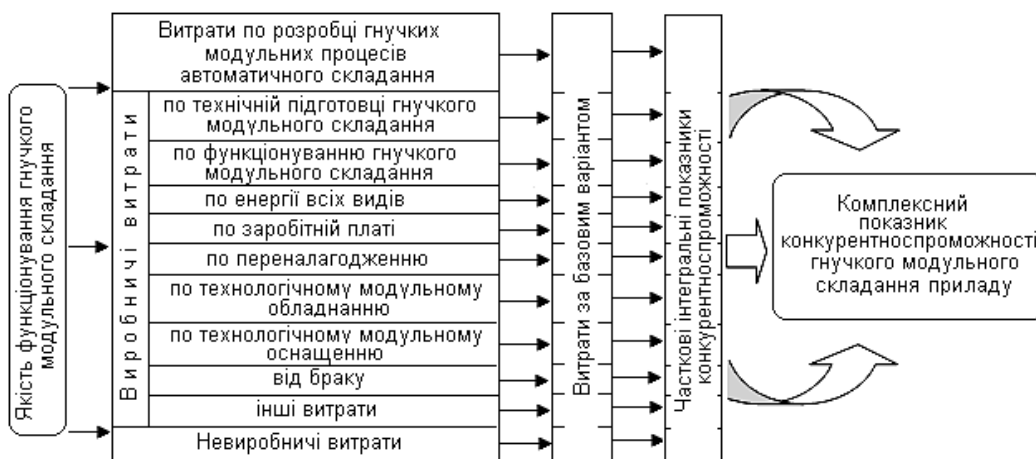 Якість функціонування гнучкого
модульного складання
Витрати по розробці гнучких
модульних процесів
автоматичного складання
Виробничі витрати
по технічній підготовці гнучкого
модульного складання
по функціонуванню гнучкого
модульного складання
по енергії всіх видів
по заробітній платі
по переналагодженню
по технологічному модульному
обладнанню
по технологічному модульному
оснащенню
від браку
інші витрати
Невиробничі витрати
Витрати за базовим варіантом
Часткові інтегральні показники
конкурентноспроможності
Комплексний
показник
конкурентноспроможності
гнучкого модульного
складання приладу